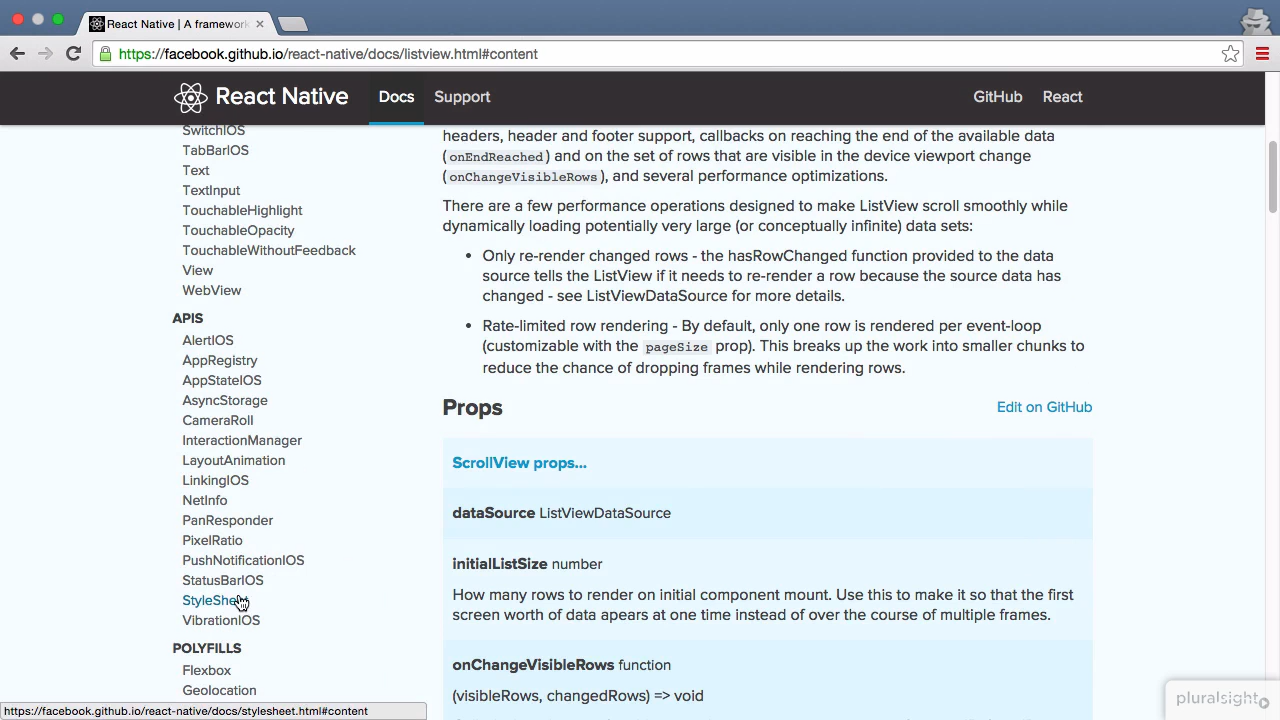 React Native | A framework
https://facebook.github.io/react-native/docs/listview.html#content
React Native
Docs
Support
GitHub
React
SwitchIOS
TabBarIOS
Text
TextInput
TouchableHighlight
TouchableOpacity
TouchableWithoutFeedback
View
WebView
APIS
AlertIOS
AppRegistry
AppStateIOS
AsyncStorage
CameraRoll
InteractionManager
LayoutAnimation
LinkingIOS
NetInfo
PanResponder
PixelRatio
PushNotificationIOS
StatusBarIOS
StyleSheet
VibrationIOS
POLYFILLS
Flexbox
Geolocation
headers, header and footer support, callbacks on reaching the end of the available data
(onEndReached) and on the set of rows that are visible in the device viewport change
(onChangeVisibleRows), and several performance optimizations.
There are a few performance operations designed to make ListView scroll smoothly while
dynamically loading potentially very large (or conceptually infinite) data sets:
• Only re-render changed rows - the hasRowChanged function provided to the data
source tells the ListView if it needs to re-render a row because the source data has
changed - see ListViewDataSource for more details.
• Rate-limited row rendering - By default, only one row is rendered per event-loop
(customizable with the pageSize prop). This breaks up the work into smaller chunks to
reduce the chance of dropping frames while rendering rows.
Props
Edit on GitHub
ScrollView props...
dataSource ListViewDataSource
initialListSize number
How many rows to render on initial component mount. Use this to make it so that the first
screen worth of data apears at one time instead of over the course of multiple frames.
onChangeVisibleRows function
(visibleRows, changedRows) => void
https://facebook.github.io/react-native/docs/stylesheet.html#content
pluralsight